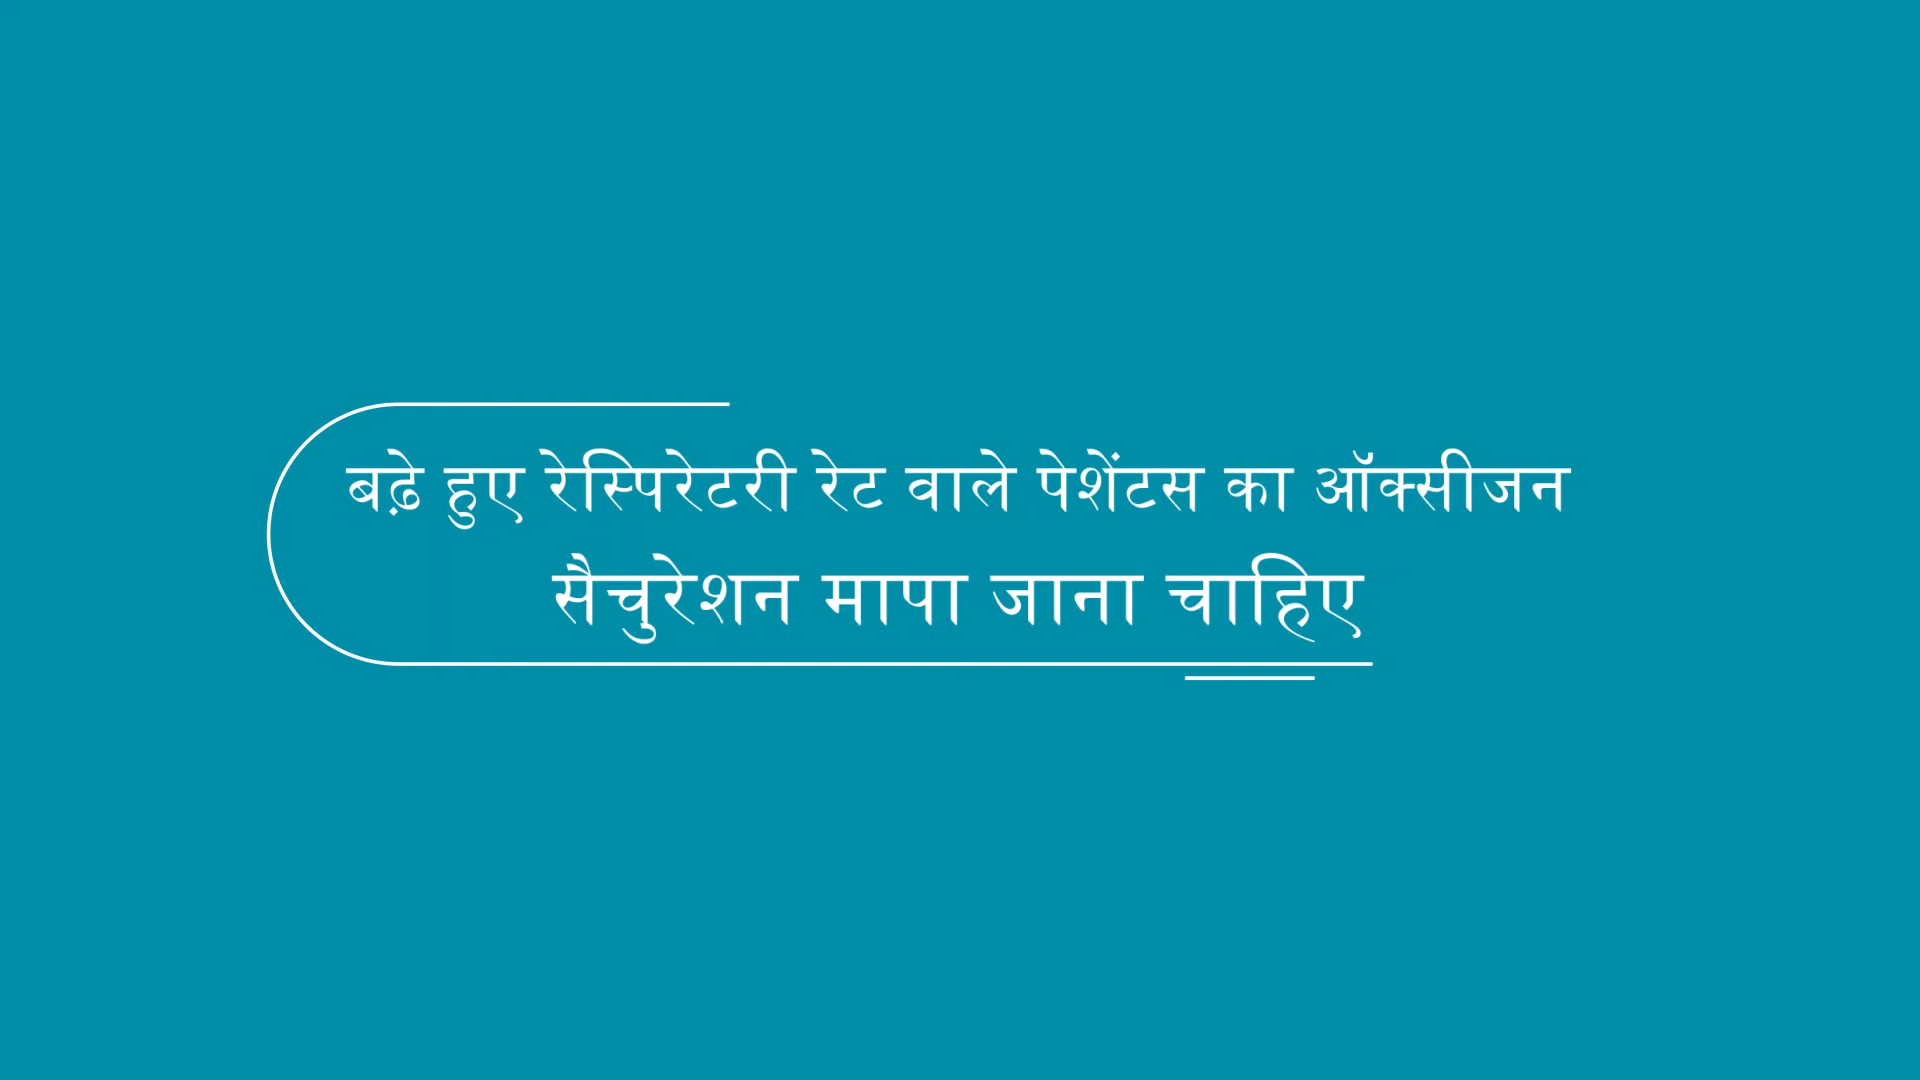 बढ़े हुए रेस्पिरेटरी रेट वाले पेशेंटस का ऑक्सीजन
सैचुरेशन मापा जाना चाहिए